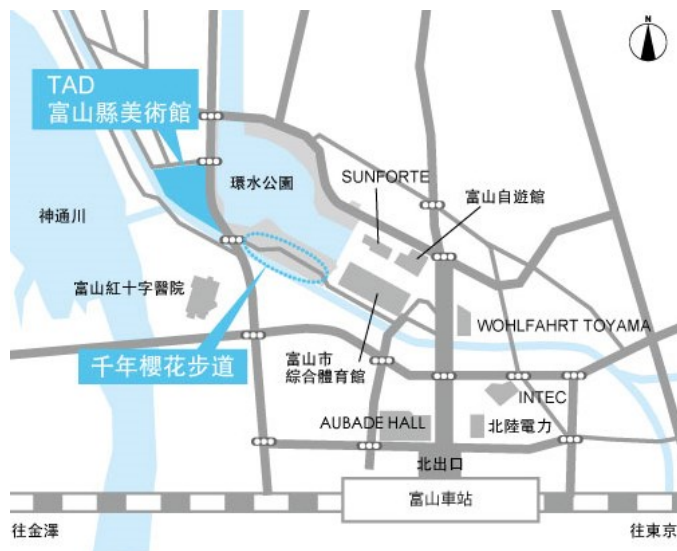 N
TAD
富山縣美術館
環水公園
SUNFORTE
富山自遊館
神通川
富山紅十字醫院
WOHLFAHRT TOYAMA
千年櫻花步道
富山市
綜合體育館
INTEC
AUBADE HALL
北陸電力
北出口
富山車站
往金澤
往東京